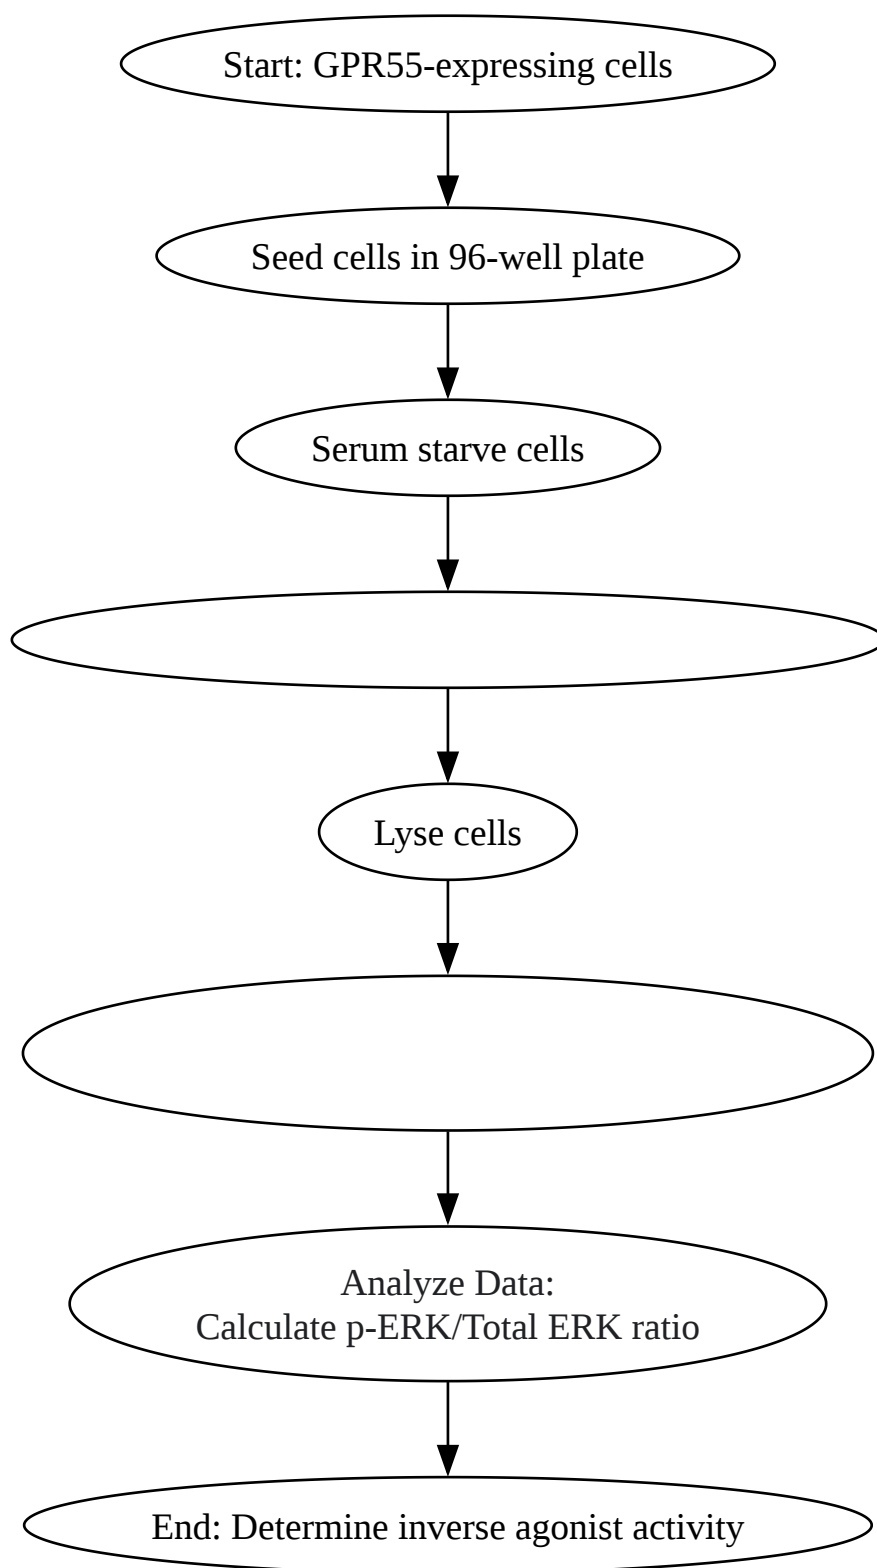 Start: GPR55-expressing cells
Seed cells in 96-well plate
Serum starve cells
Lyse cells
Analyze Data:
Calculate p-ERK/Total ERK ratio
End: Determine inverse agonist activity